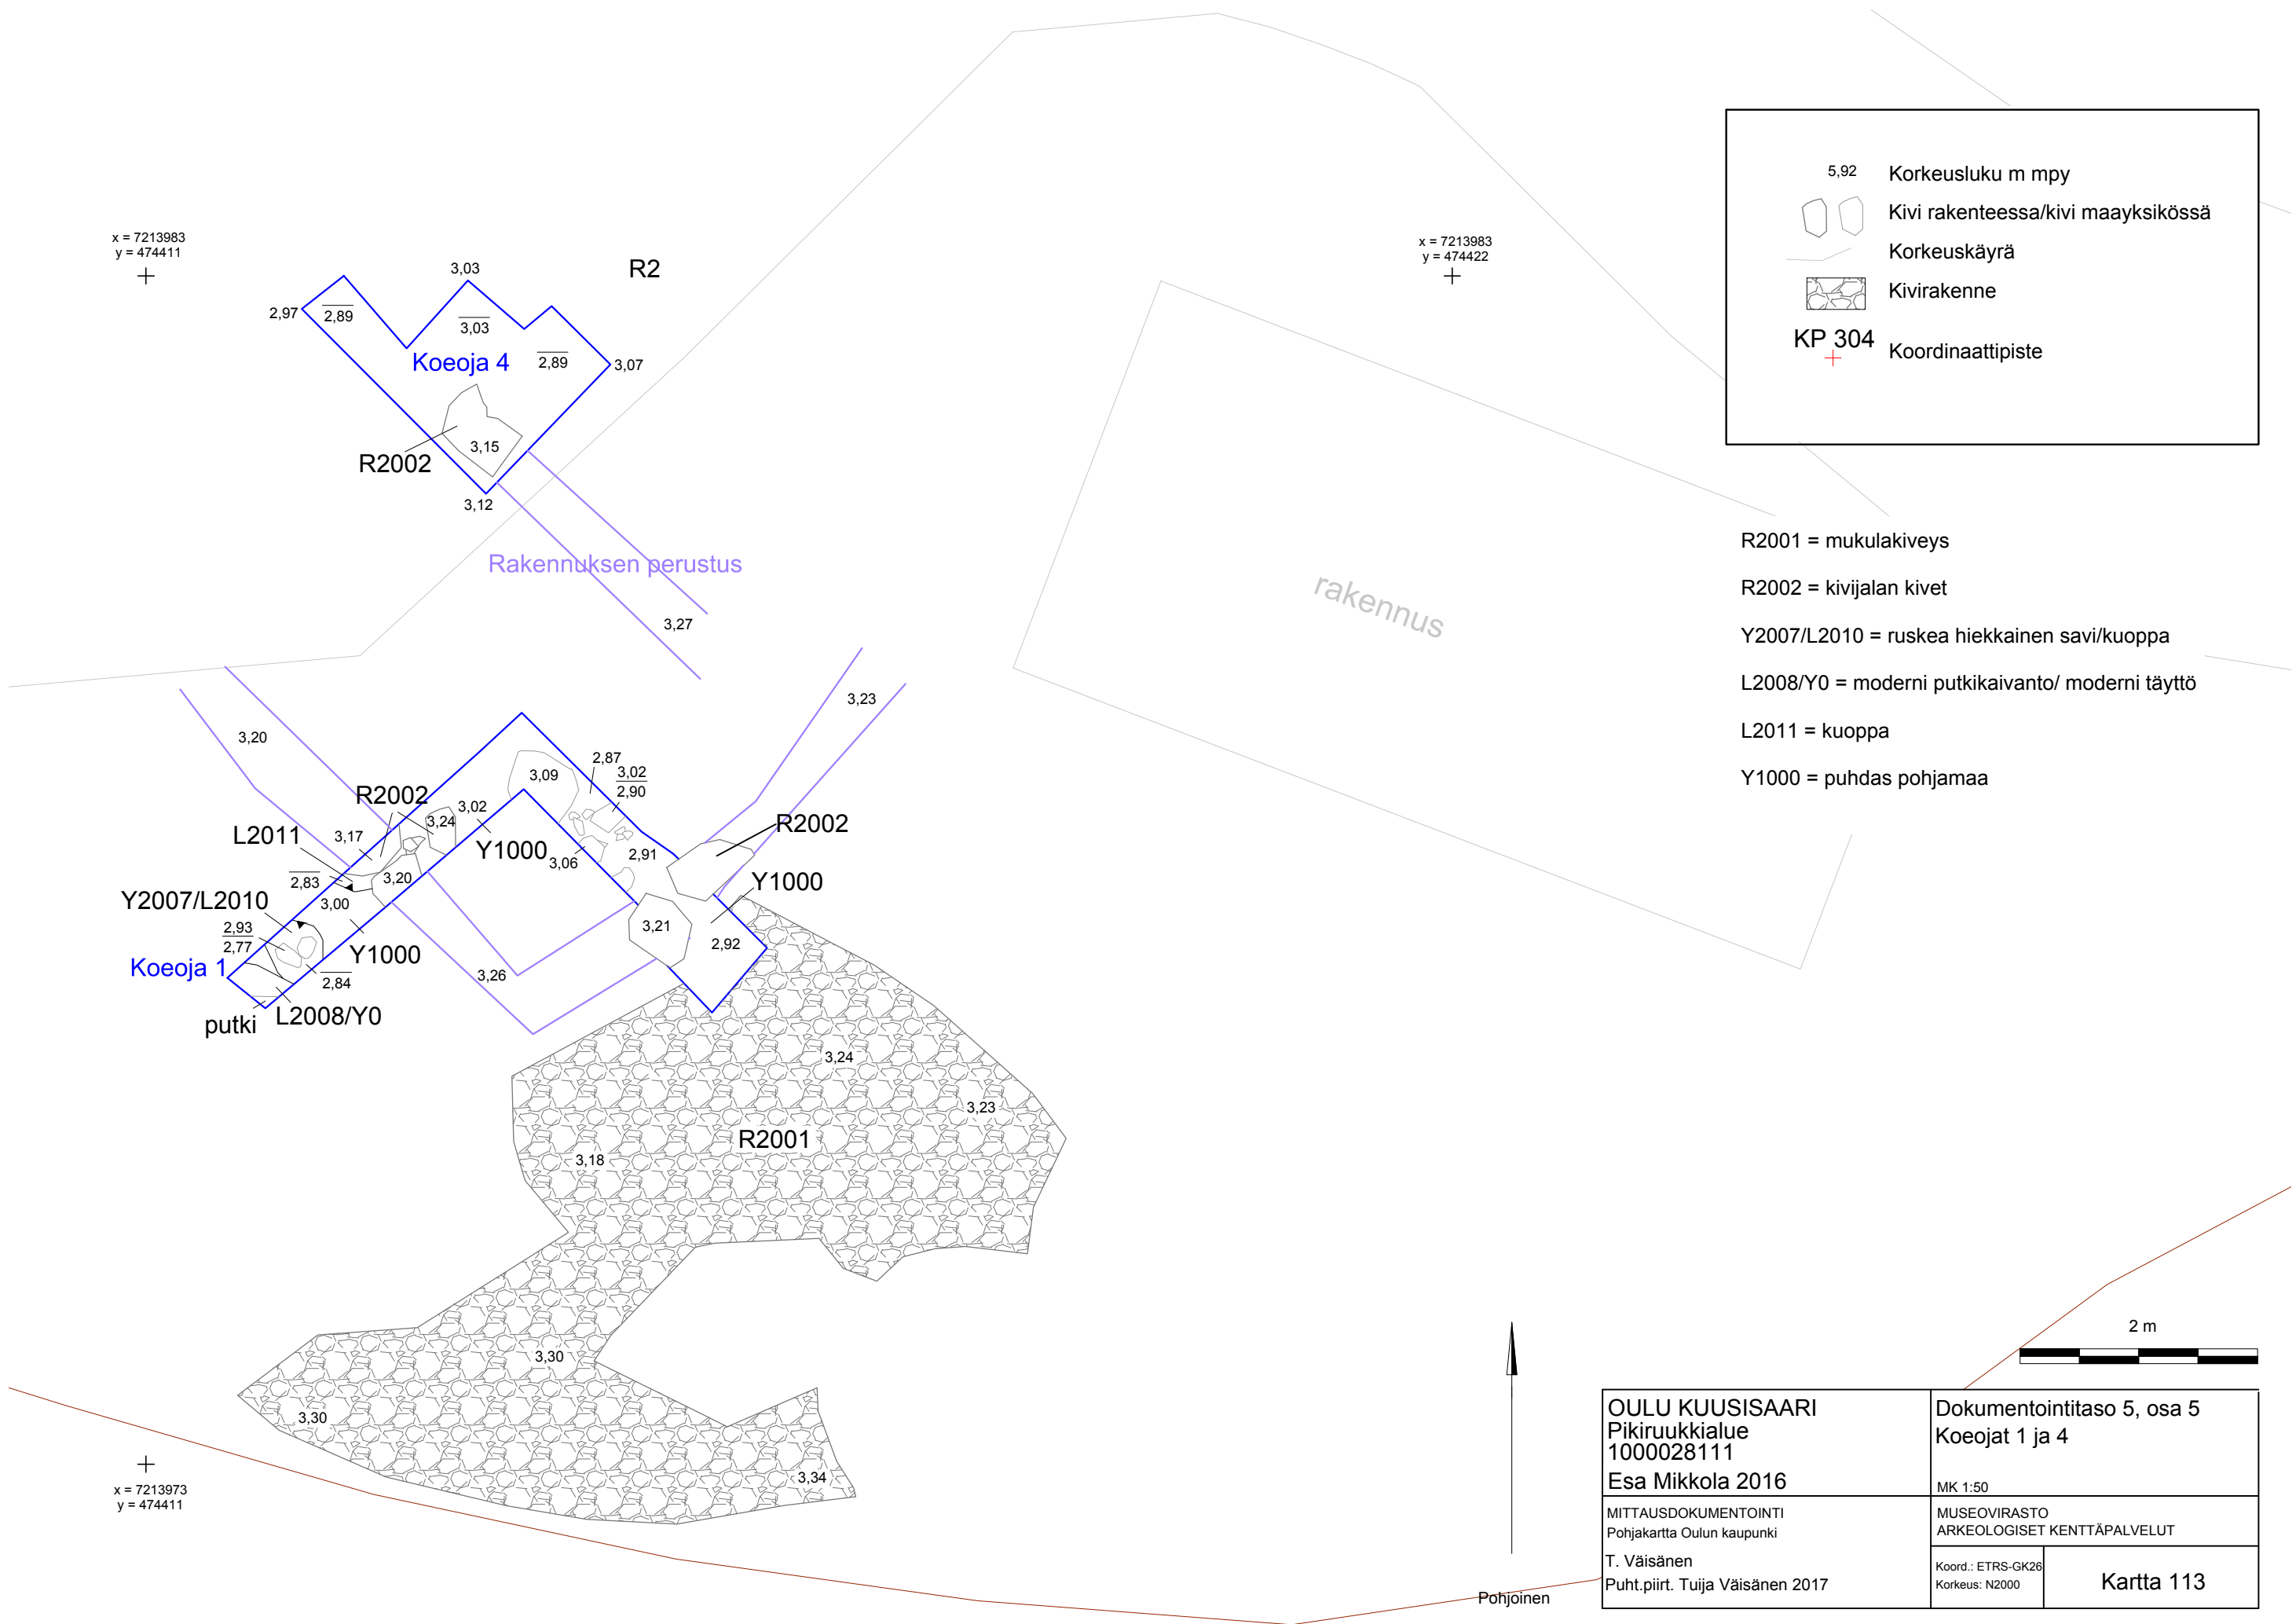 x = 7213983
y = 474411
x = 7213983
y = 474422
R2
3,03
2,97
2,89
3,03
Koeoja 4
2,89
3,07
3,15
R2002
3,12
Rakennuksen perustus
3,27
rakennus
3,23
3,20
2,87
3,09
3,02
2,90
R2002
3,02
3,24
R2002
L2011
3,17
Y1000
3,06
2,91
2,83
3,20
Y1000
Y2007/L2010
3,00
2,93
2,77
3,21
2,92
Y1000
Koeoja 1
2,84
3,26
putki
L2008/Y0
3,24
3,23
R2001
3,18
3,30
3,30
3,34
x = 7213973
y = 474411
5,92
Korkeusluku m mpy
Kivi rakenteessa/kivi maayksikössä
Korkeuskäyrä
Kivirakenne
KP 304
Koordinaattipiste
R2001 = mukulakiveys
R2002 = kivijalan kivet
Y2007/L2010 = ruskea hiekkainen savi/kuoppa
L2008/Y0 = moderni putkikaivanto/ moderni täyttö
L2011 = kuoppa
Y1000 = puhdas pohjamaa
2 m
Pohjoinen
OULU KUUSISAARI
Pikiruukkialue
1000028111
Esa Mikkola 2016
Dokumentointitaso 5, osa 5
Koeojat 1 ja 4
MK 1:50
MITTAUSDOKUMENTOINTI
Pohjakartta Oulun kaupunki
T. Väisänen
Puht.piirt. Tuija Väisänen 2017
MUSEOVIRASTO
ARKEOLOGISET KENTTÄPALVELUT
Koord.: ETRS-GK26
Korkeus: N2000
Kartta 113